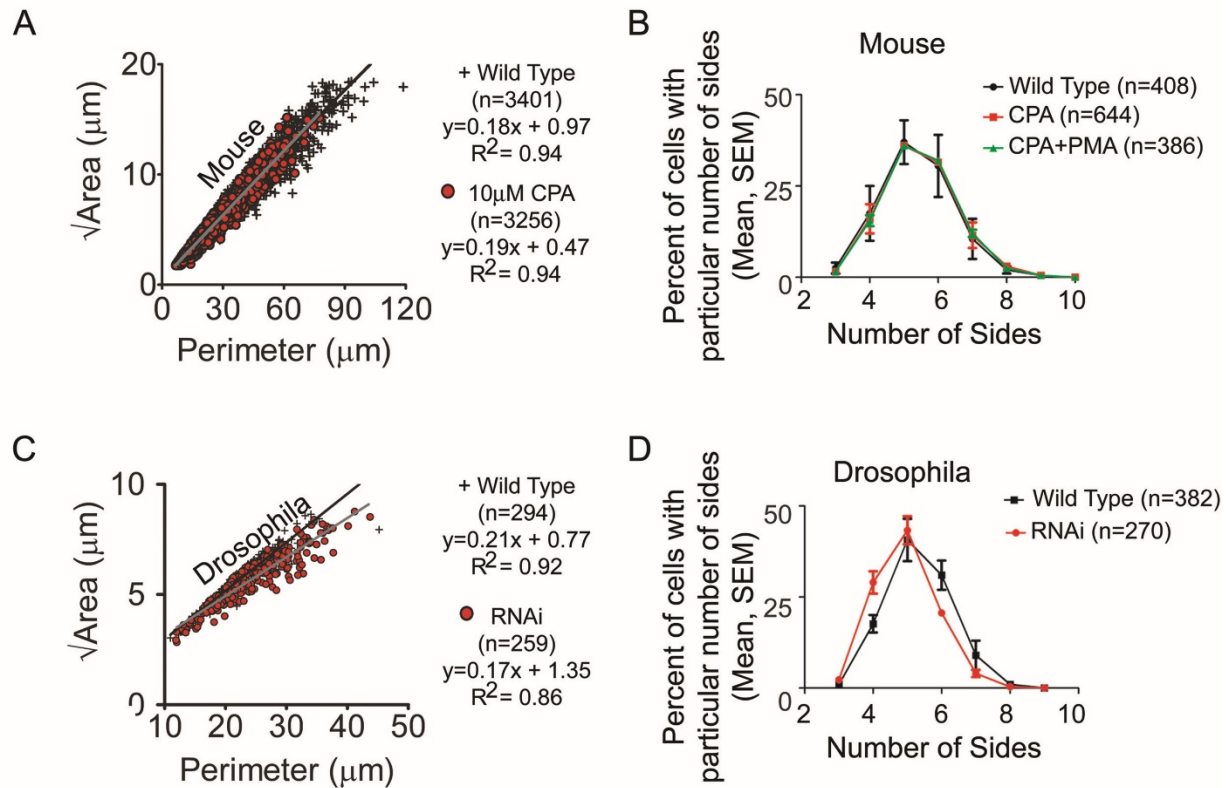 A
√Area (μm)
20
10
0
Mouse
0 30 60 90 120
Perimeter (μm)
+ Wild Type
(n=3401)
y=0.18x + 0.97
R2= 0.94
10μM CPA
(n=3256)
y=0.19x + 0.47
R2= 0.94
B
Mouse
Percent of cells with
particular number of sides
(Mean, SEM)
50
25
0
2 4 6 8 10
Number of Sides
Wild Type (n=408)
CPA (n=644)
CPA+PMA (n=386)
C
√Area (μm)
10
5
0
Drosophila
10 20 30 40 50
Perimeter (μm)
+ Wild Type
(n=294)
y=0.21x + 0.77
R2= 0.92
RNAi
(n=259)
y=0.17x + 1.35
R2= 0.86
D
Drosophila
Percent of cells with
particular number of sides
(Mean, SEM)
50
25
0
2 4 6 8 10
Number of Sides
Wild Type (n=382)
RNAi (n=270)